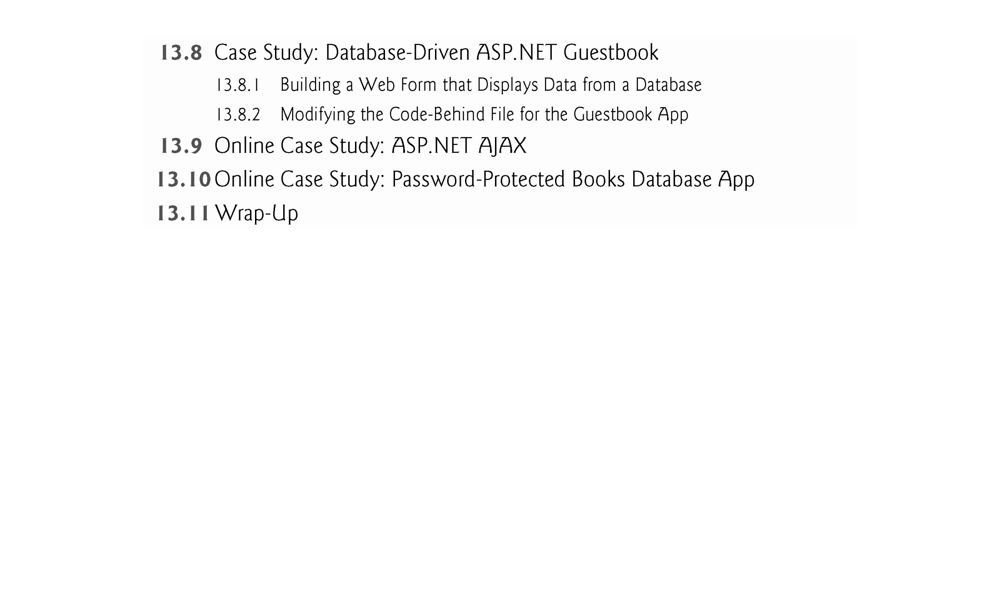 13.8 Case Study: Database-Driven ASP.NET Guestbook
13.8.1 Building a Web Form that Displays Data from a Database
13.8.2 Modifying the Code-Behind File for the Guestbook App
13.9 Online Case Study: ASP.NET AJAX
13.10 Online Case Study: Password-Protected Books Database App
13.11 Wrap-Up